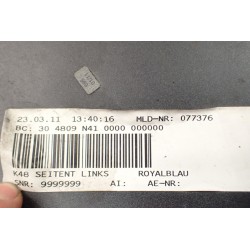 23.03.11 13:40:16 MLD-NR: 077376
BC: 30 4809 N41 0000 000000
K48 SEITENT LINKS ROYALBLAU
SNR: 9999999 AI: AE-NR: